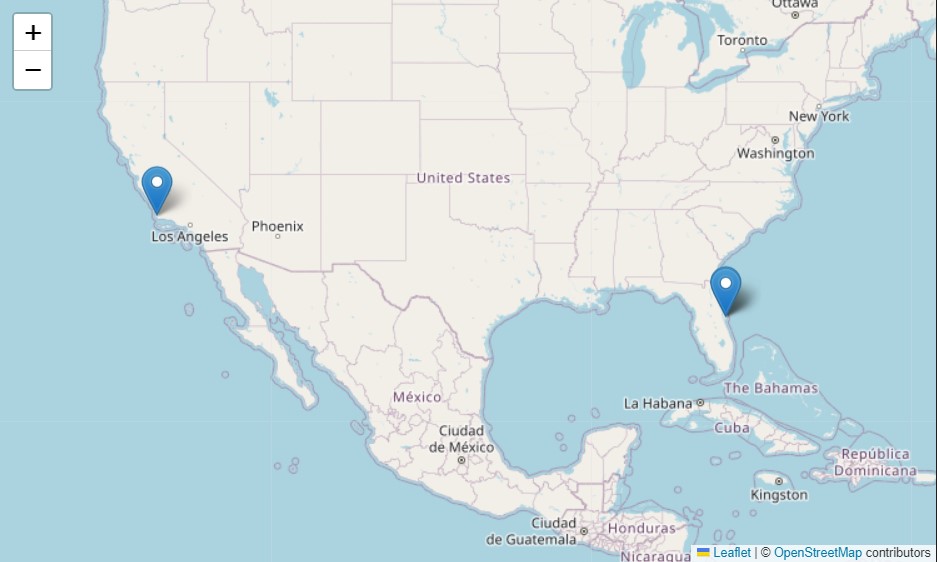 +
−
Ottawa
Toronto
New York
Washington
United States
Phoenix
Los Angeles
México
La Habana
The Bahamas
Cuba
Ciudad
de México
República
Dominicana
Kingston
Ciudad
de Guatemala
Honduras
Nicaragua
Leaflet | © OpenStreetMap contributors